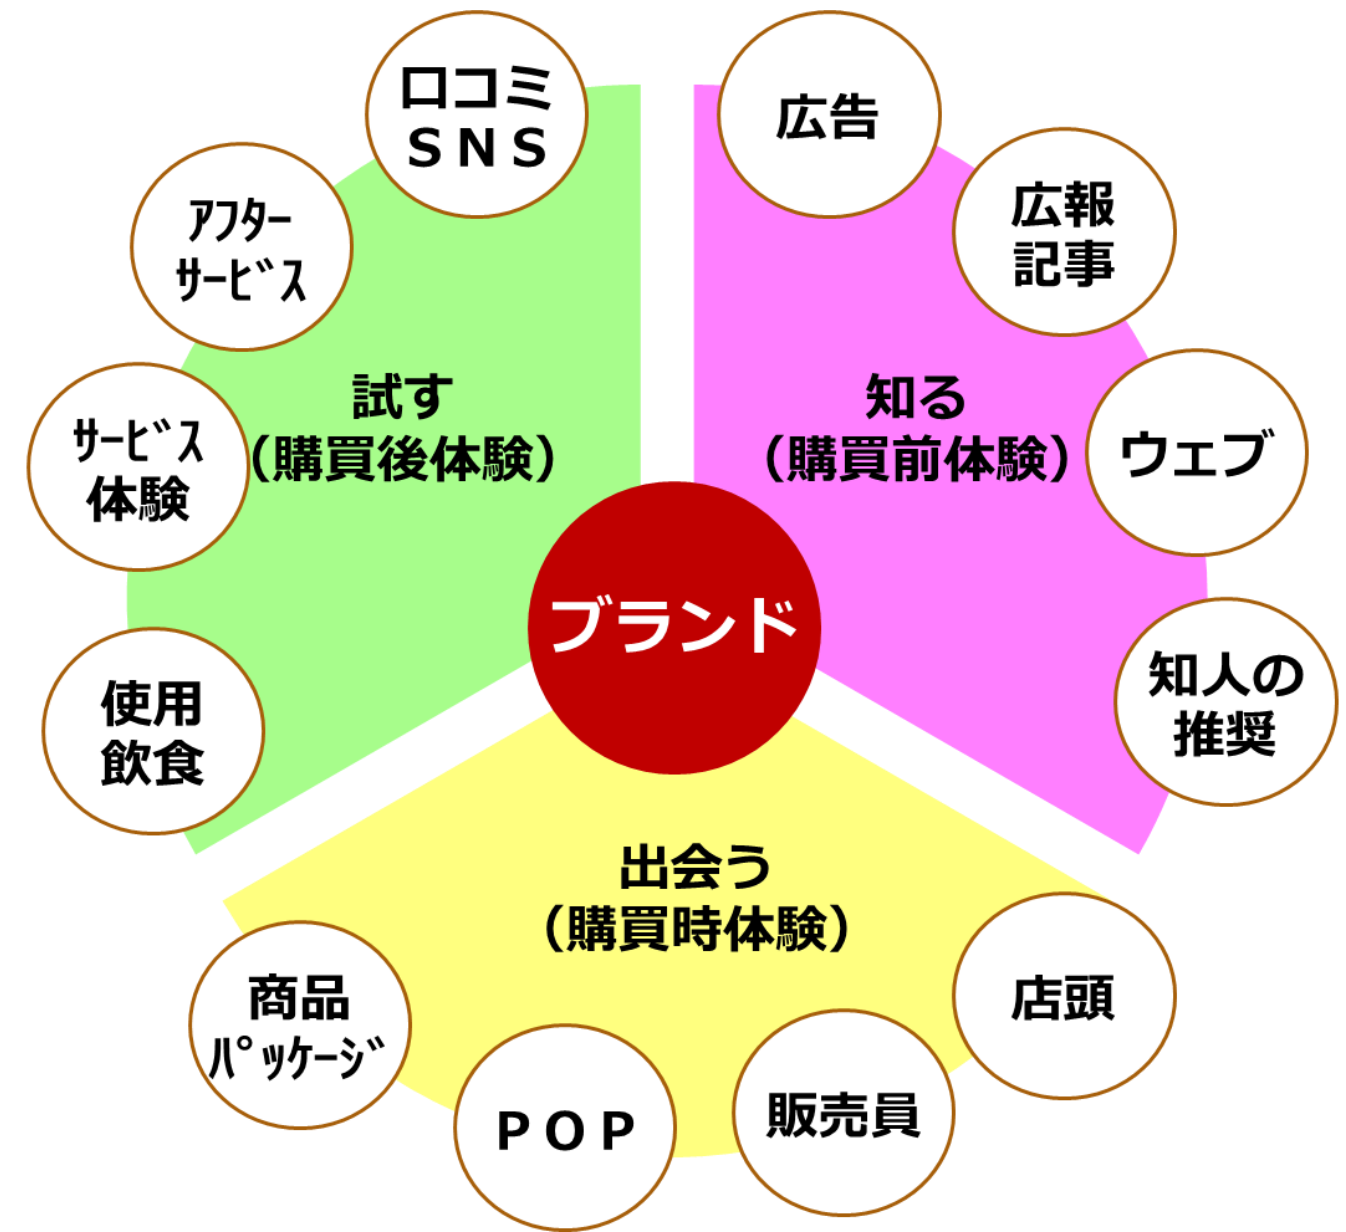 口コミ
ＳＮＳ
広告
ｱﾌﾀｰ
ｻｰﾋﾞｽ
広報
記事
試す
（購買後体験）
知る
（購買前体験）
ｻｰﾋﾞｽ
体験
ウェブ
ブランド
使用
飲食
知人の
推奨
出会う
（購買時体験）
商品
ﾊﾟｯｹｰｼﾞ
店頭
ＰＯＰ
販売員